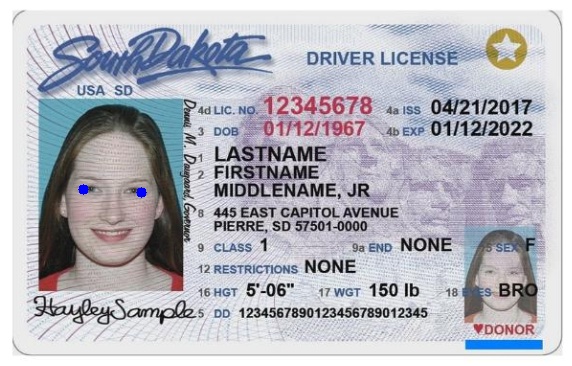 South Dakota
DRIVER LICENSE
USA SD
4d LIC. NO. 12345678 4a ISS 04/21/2017
3 DOB 01/12/1967 4b EXP 01/12/2022
1 LASTNAME
2 FIRSTNAME
MIDDLENAME, JR
8 445 EAST CAPITOL AVENUE
PIERRE, SD 57501-0000
9 CLASS 1 9a END NONE 15 SEX F
12 RESTRICTIONS NONE
16 HGT 5'-06" 17 WGT 150 lb 18 EYES BRO
5 DD 1234567890123456789012345
Dennis M. Daugaard, Governor
Hayley Sample
DONOR